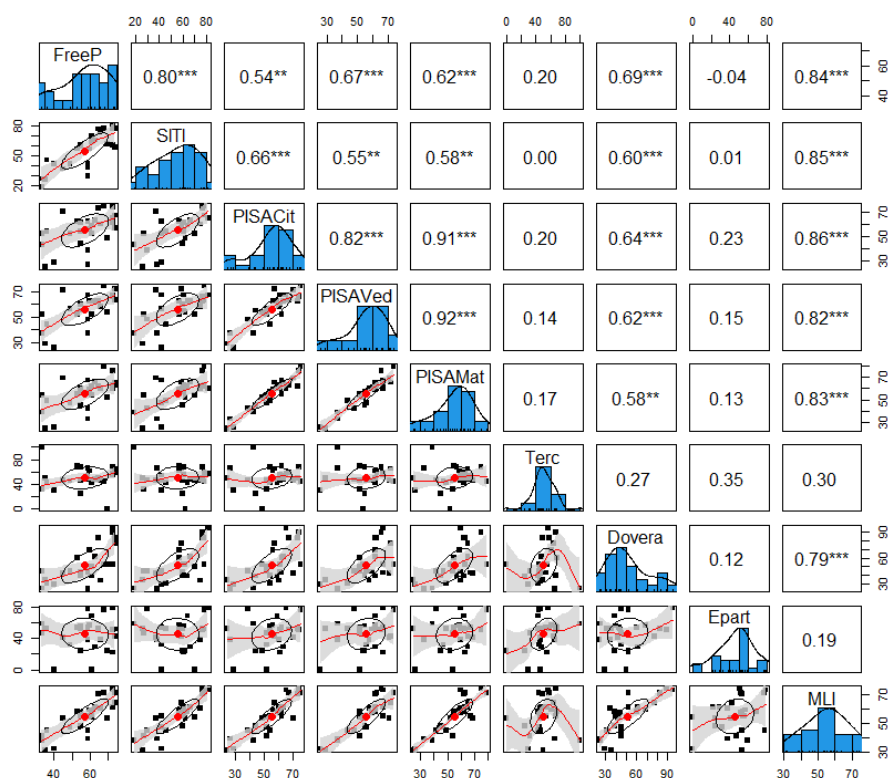 20 40 60 80
30 50 70
0 40 80
0 40 80
FreeP
0.80***
0.54**
0.67***
0.62***
0.20
0.69***
-0.04
0.84***
40 60
20 50 80
SITI
0.66***
0.55**
0.58**
0.00
0.60***
0.01
0.85***
PISACit
0.82***
0.91***
0.20
0.64***
0.23
0.86***
30 50 70
30 50 70
PISAVed
0.92***
0.14
0.62***
0.15
0.82***
PISAMat
0.17
0.58**
0.13
0.83***
30 50 70
0 40 80
Terc
0.27
0.35
0.30
Dovera
0.12
0.79***
30 60 90
0 40 80
Epart
0.19
MLI
30 50 70
40 60
30 50 70
30 50 70
30 60 90
30 50 70